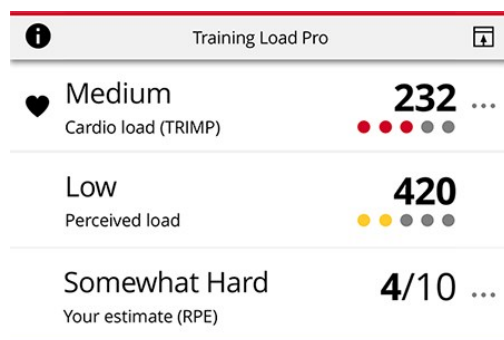 Training Load Pro
Medium 232 ...
Cardio load (TRIMP)
Low 420
Perceived load
Somewhat Hard 4/10 ...
Your estimate (RPE)